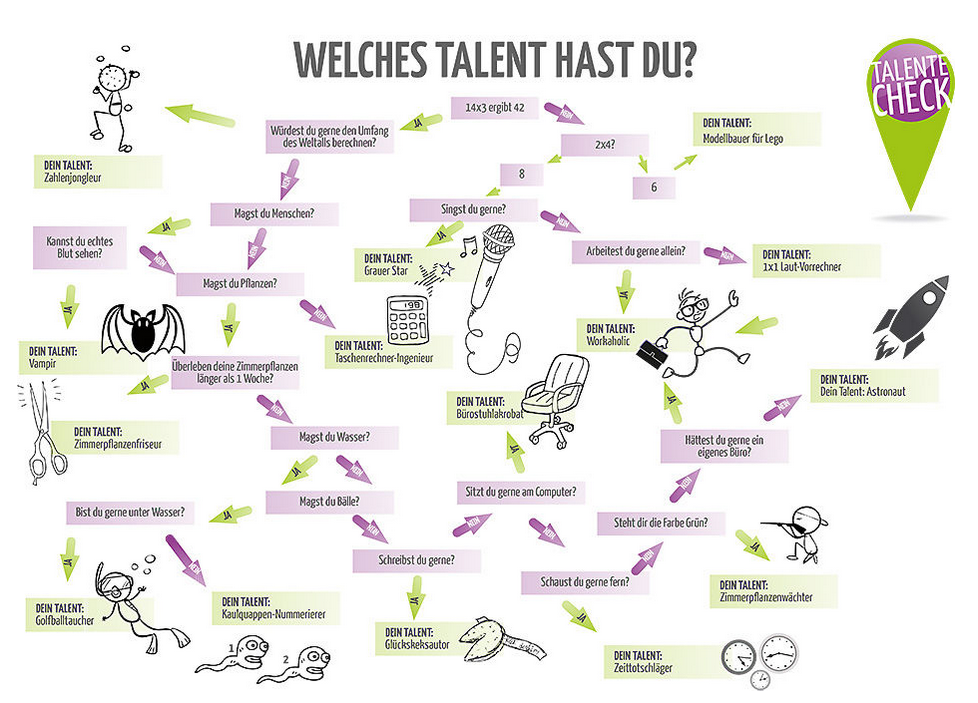 WELCHES TALENT HAST DU?
TALENTE
CHECK
14x3 ergibt 42
JA
NEIN
Würdest du gerne den Umfang
des Weltalls berechnen?
DEIN TALENT:
Zahlenjongleur
NEIN
2x4?
DEIN TALENT:
Modellbauer für Lego
8
6
Magst du Menschen?
JA
NEIN
Singst du gerne?
JA
NEIN
Kannst du echtes
Blut sehen?
JA
NEIN
DEIN TALENT:
Grauer Star
Arbeitest du gerne allein?
JA
NEIN
DEIN TALENT:
1x1 Laut-Vorrechner
Magst du Pflanzen?
JA
NEIN
198
DEIN TALENT:
Vampir
DEIN TALENT:
Taschenrechner-Ingenieur
DEIN TALENT:
Workaholic
Überleben deine Zimmerpflanzen
länger als 1 Woche?
JA
NEIN
DEIN TALENT:
Zimmerpflanzenfriseur
DEIN TALENT:
Bürostuhlakrobat
DEIN TALENT:
Dein Talent: Astronaut
Magst du Wasser?
JA
NEIN
Hättest du gerne ein
eigenes Büro?
JA
NEIN
Magst du Bälle?
JA
NEIN
Sitzt du gerne am Computer?
JA
NEIN
Bist du gerne unter Wasser?
JA
NEIN
Steht dir die Farbe Grün?
JA
NEIN
Schreibst du gerne?
JA
NEIN
Schaust du gerne fern?
JA
NEIN
DEIN TALENT:
Zimmerpflanzenwächter
DEIN TALENT:
Golfballtaucher
DEIN TALENT:
Kaulquappen-Nummerierer
1
2
DEIN TALENT:
Glückskeksautor
DEIN TALENT:
Zeittotschläger